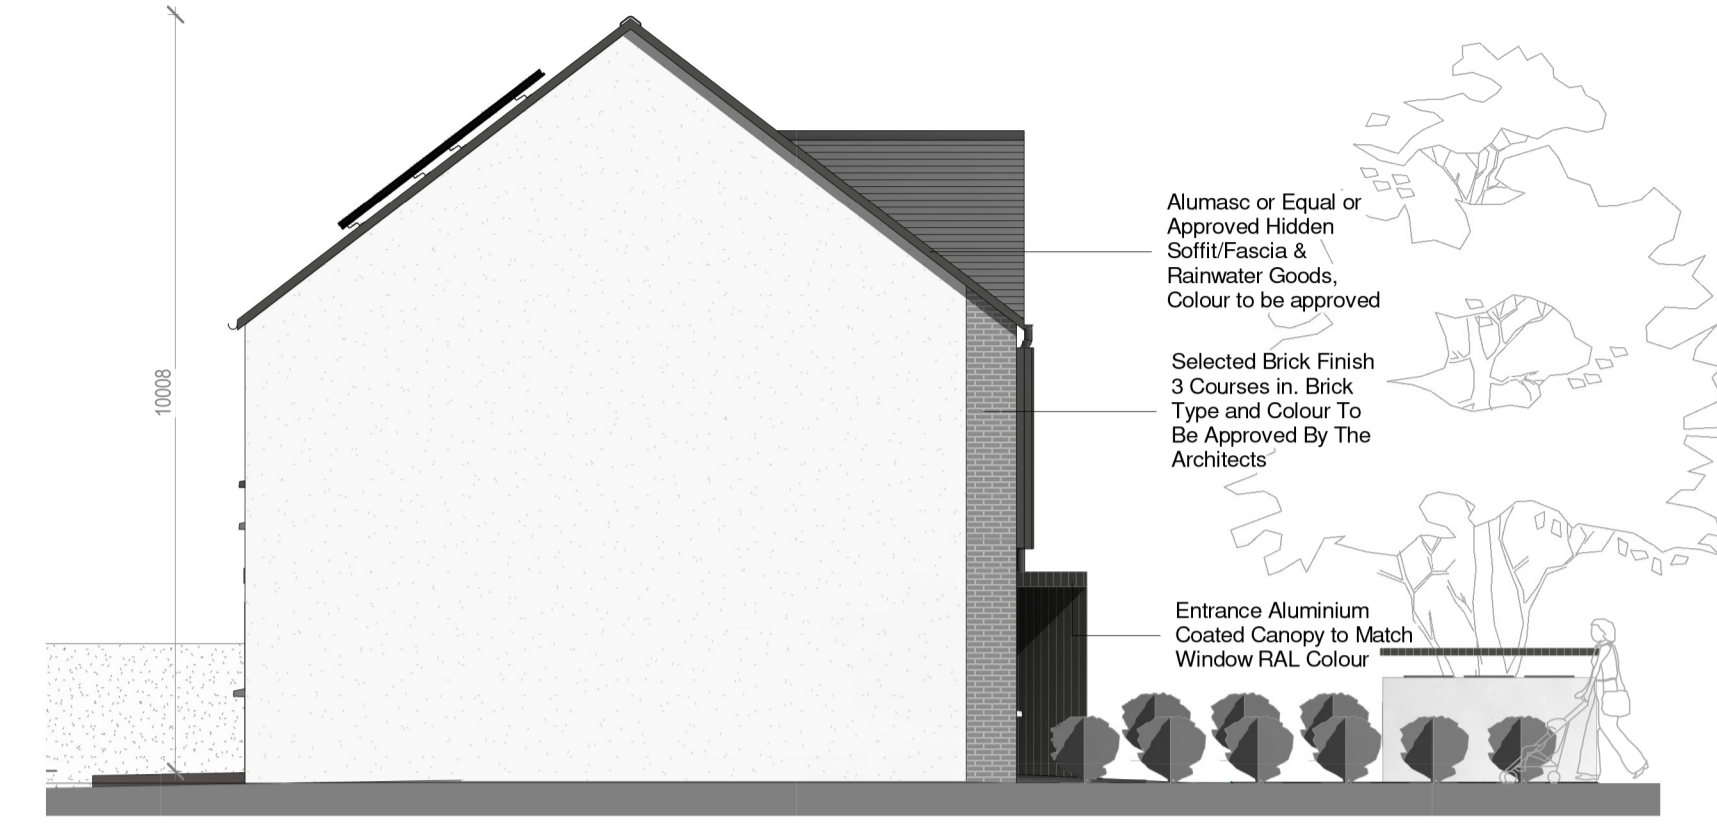 10008
Alumasc or Equal or
Approved Hidden
Soffit/Fascia &
Rainwater Goods,
Colour to be approved
Selected Brick Finish
3 Courses in. Brick
Type and Colour To
Be Approved By The
Architects
Entrance Aluminium
Coated Canopy to Match
Window RAL Colour